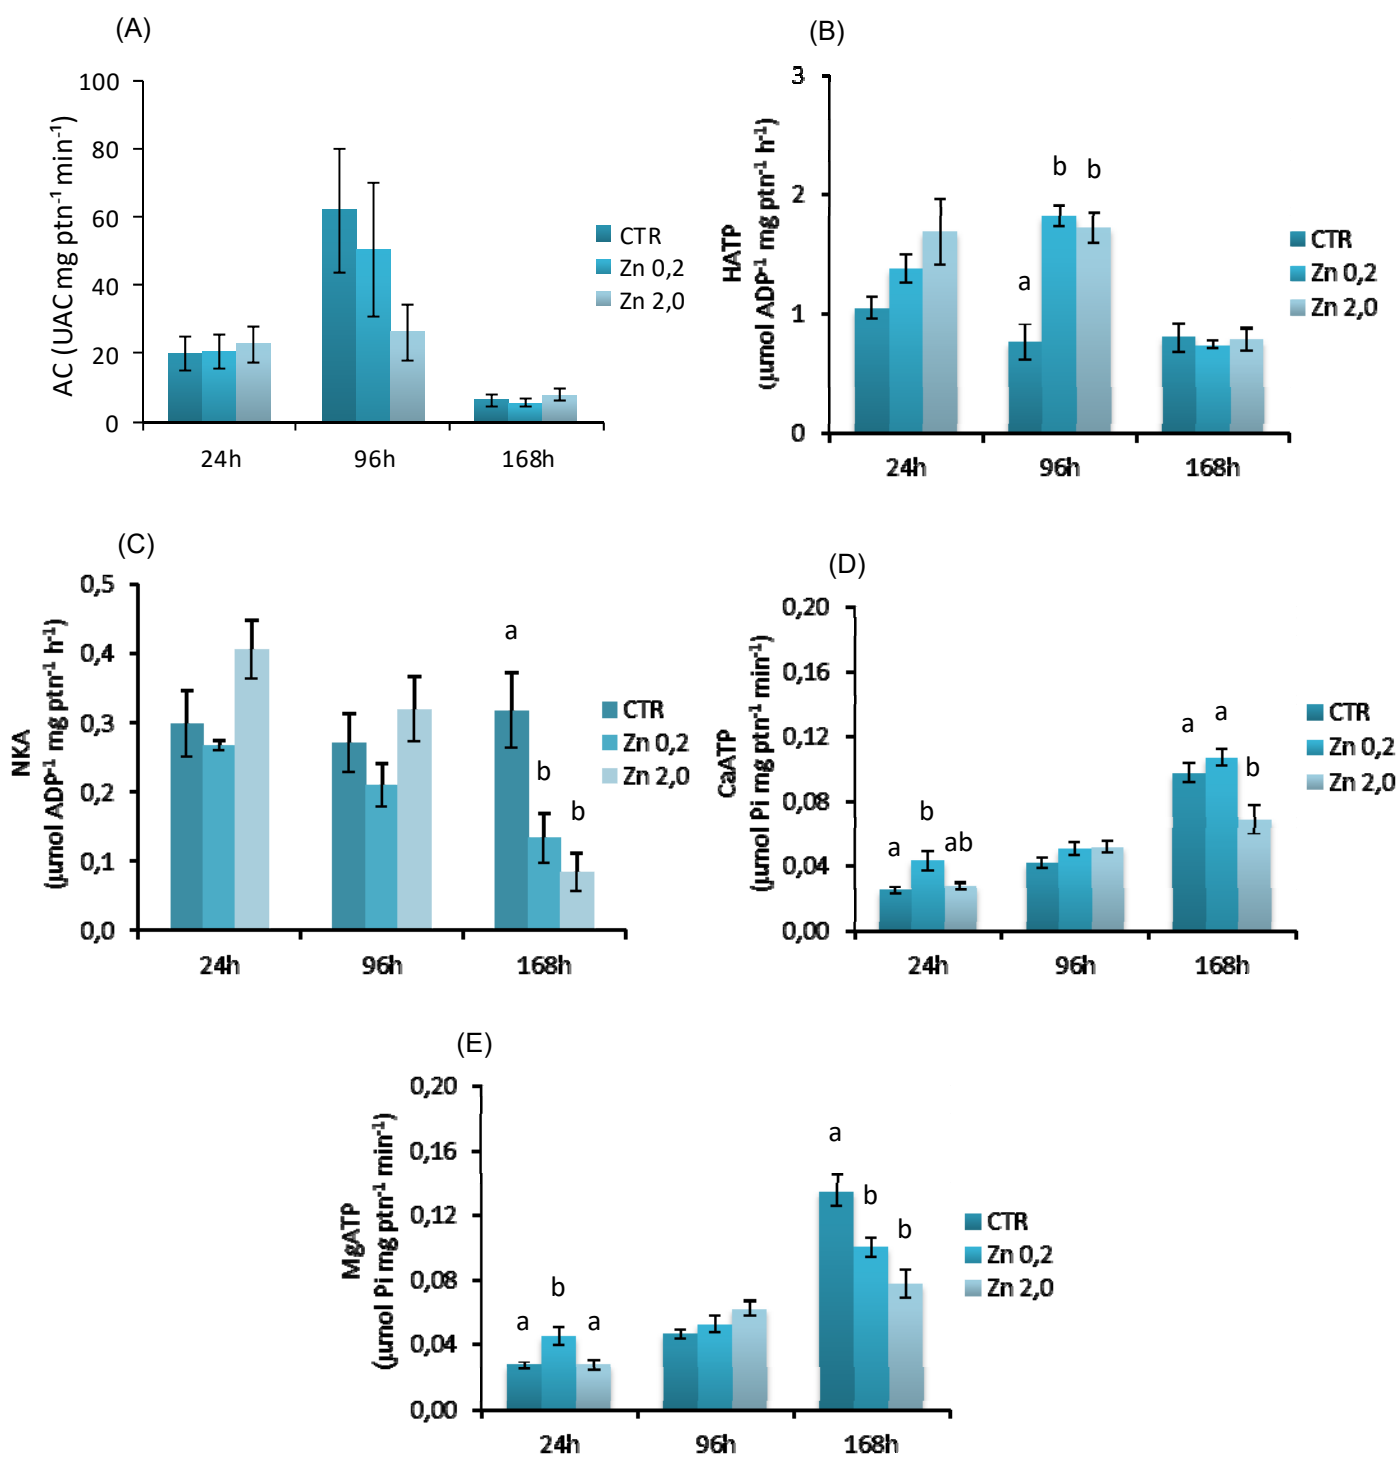 (A)
AC (UAC mg ptn⁻¹ min⁻¹)
100
80
60
40
20
0
24h 96h 168h
CTR
Zn 0,2
Zn 2,0
(B)
HATP
(µmol ADP⁻¹ mg ptn⁻¹ h⁻¹)
3
2
1
0
a b b
24h 96h 168h
CTR
Zn 0,2
Zn 2,0
(C)
NKA
(µmol ADP⁻¹ mg ptn⁻¹ h⁻¹)
0,5
0,4
0,3
0,2
0,1
0,0
a b b
24h 96h 168h
CTR
Zn 0,2
Zn 2,0
(D)
CaATP
(µmol Pi mg ptn⁻¹ min⁻¹)
0,20
0,16
0,12
0,08
0,04
0,00
a b ab a a b
24h 96h 168h
CTR
Zn 0,2
Zn 2,0
(E)
MgATP
(µmol Pi mg ptn⁻¹ min⁻¹)
0,20
0,16
0,12
0,08
0,04
0,00
a b a a b b
24h 96h 168h
CTR
Zn 0,2
Zn 2,0